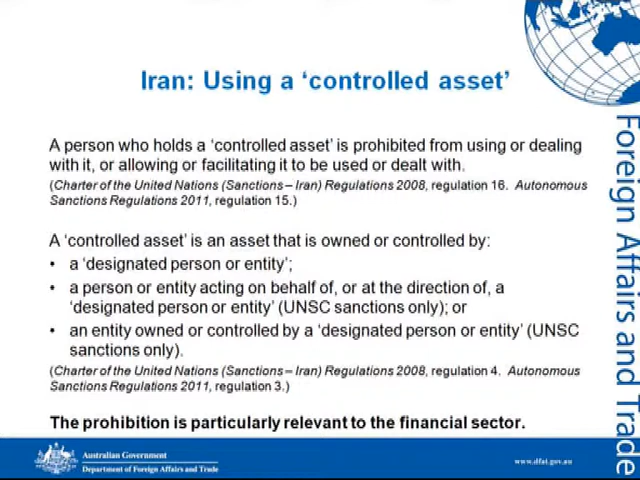 Iran: Using a ‘controlled asset’
A person who holds a ‘controlled asset’ is prohibited from using or dealing
with it, or allowing or facilitating it to be used or dealt with.
(Charter of the United Nations (Sanctions – Iran) Regulations 2008, regulation 16. Autonomous
Sanctions Regulations 2011, regulation 15.)
A ‘controlled asset’ is an asset that is owned or controlled by:
• a ‘designated person or entity’;
• a person or entity acting on behalf of, or at the direction of, a
‘designated person or entity’ (UNSC sanctions only); or
• an entity owned or controlled by a ‘designated person or entity’ (UNSC
sanctions only).
(Charter of the United Nations (Sanctions – Iran) Regulations 2008, regulation 4. Autonomous
Sanctions Regulations 2011, regulation 3.)
The prohibition is particularly relevant to the financial sector.
Foreign Affairs and Trade
Australian Government
Department of Foreign Affairs and Trade
www.dfat.gov.au